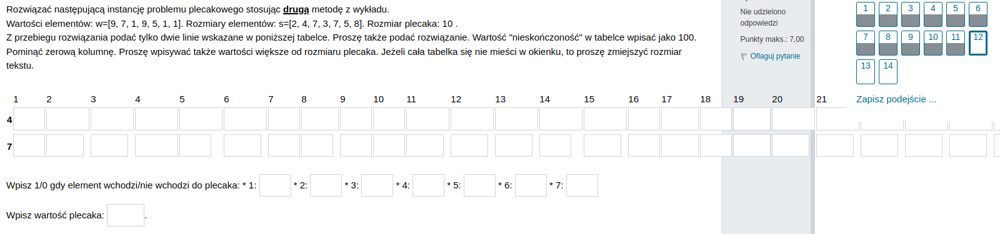 Rozwiązać następującą instancję problemu plecakowego stosując drugą metodę z wykładu.
Wartości elementów: w=[9, 7, 1, 9, 5, 1, 1]. Rozmiary elementów: s=[2, 4, 7, 3, 7, 5, 8]. Rozmiar plecaka: 10 .
Z przebiegu rozwiązania podać tylko dwie linie wskazane w poniższej tabelce. Proszę także podać rozwiązanie. Wartość "nieskończoność" w tabelce wpisać jako 100.
Pominąć zerową kolumnę. Proszę wpisywać także wartości większe od rozmiaru plecaka. Jeżeli cała tabelka się nie mieści w okienku, to proszę zmiejszyć rozmiar
tekstu.
1 2 3 4 5 6 7 8 9 10 11 12 13 14 15 16 17 18 19 20 21
4
7
Wpisz 1/0 gdy element wchodzi/nie wchodzi do plecaka: * 1: * 2: * 3: * 4: * 5: * 6: * 7:
Wpisz wartość plecaka: .
Nie udzielono
odpowiedzi
Punkty maks.: 7,00
Oflaguj pytanie
1 2 3 4 5 6
7 8 9 10 11 12
13 14
Zapisz podejście ...